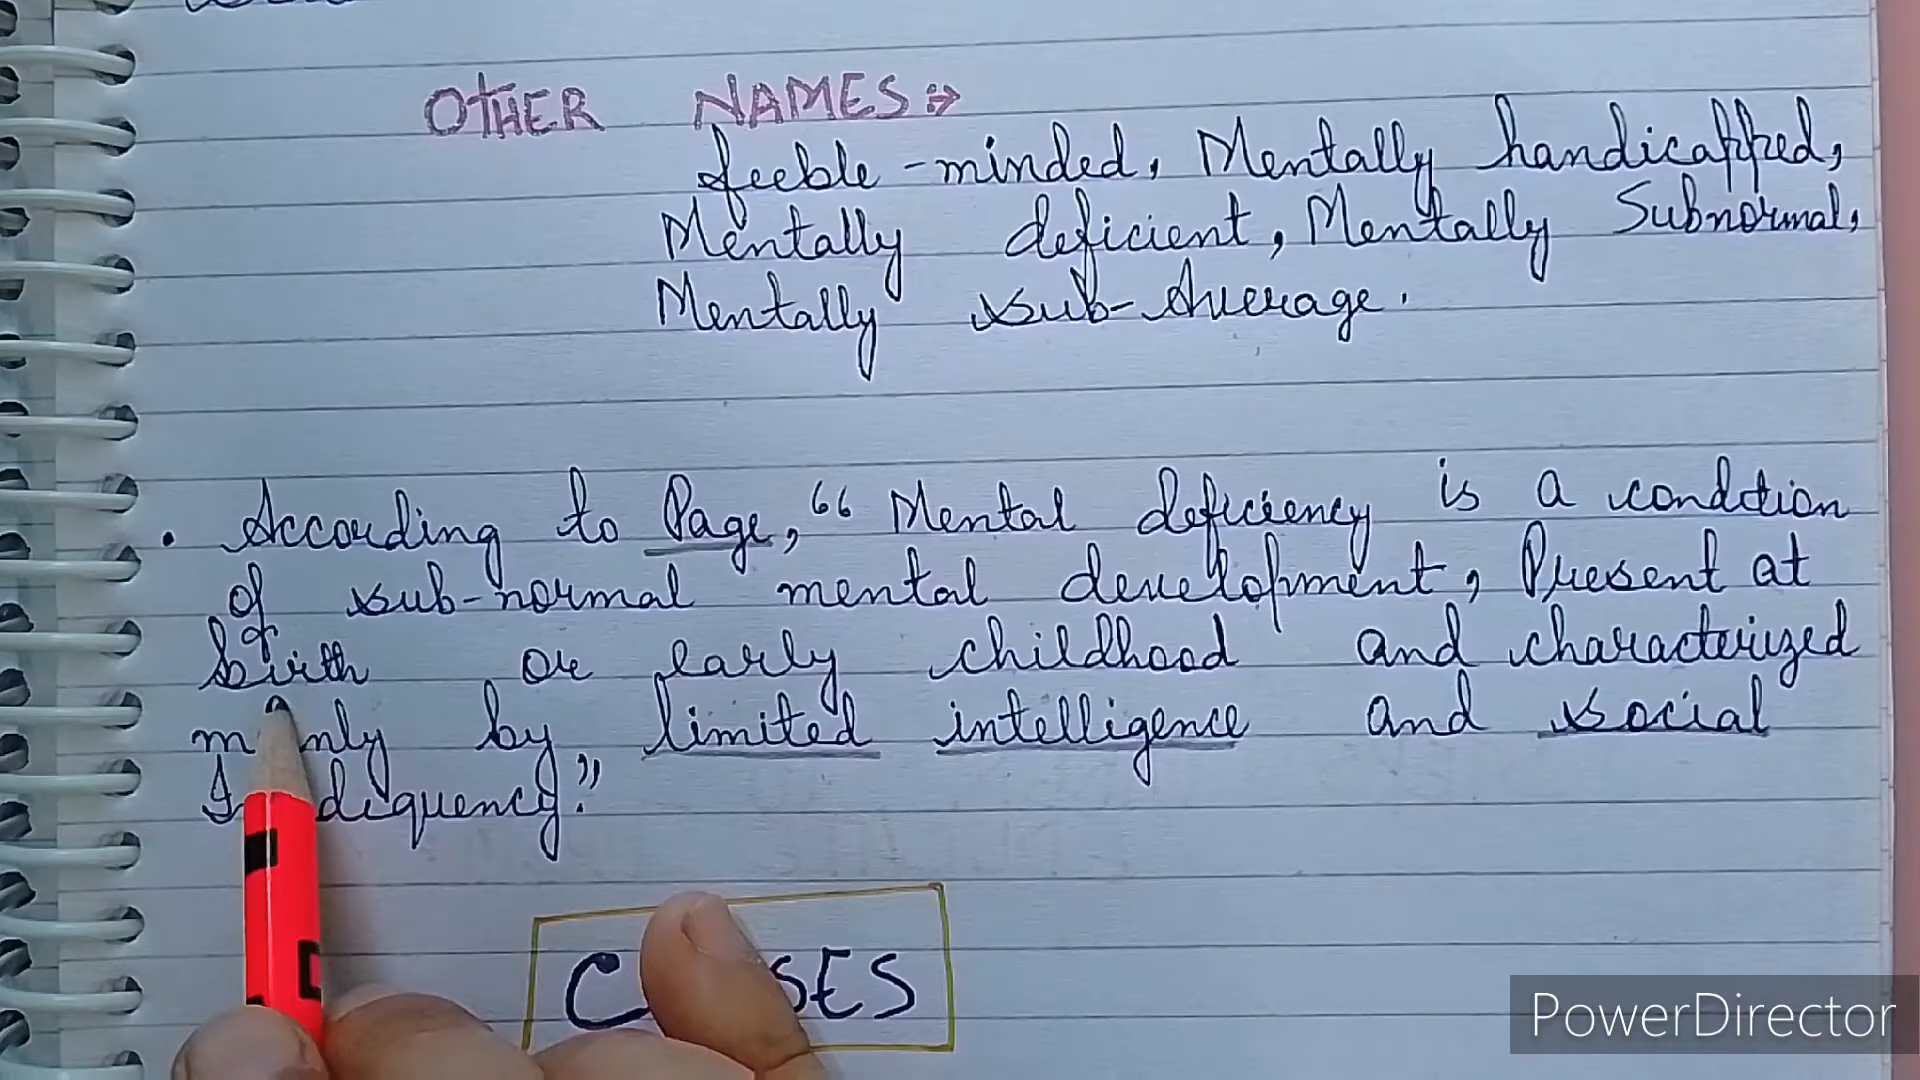 OTHER NAMES:→
feeble-minded, Mentally handicapped,
Mentally deficient, Mentally Subnormal,
Mentally sub-Average.
• According to Page, “ Mental deficiency is a condition
of sub-normal mental development, Present at
birth or early childhood and characterized
by, limited intelligence and social
CAUSES
PowerDirector